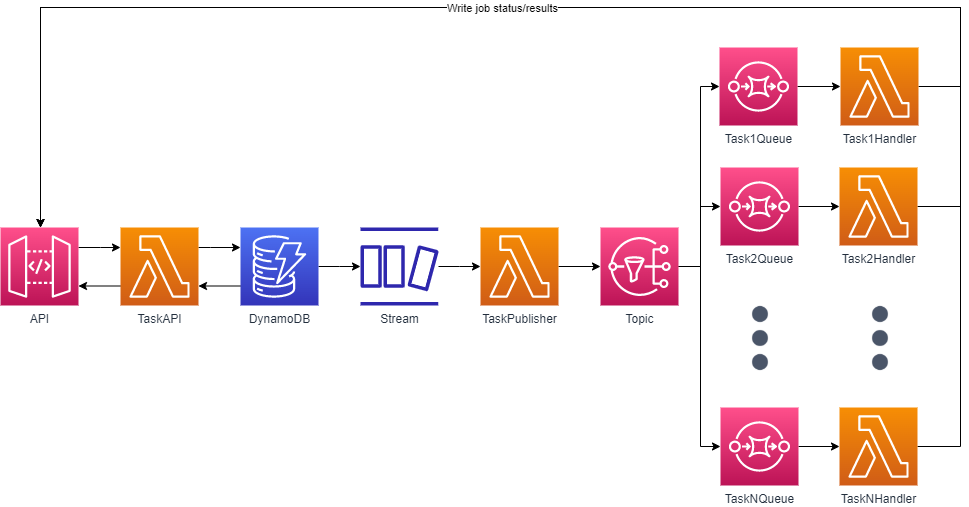 Write job status/results
Task1Queue
Task1Handler
Task2Queue
Task2Handler
API
TaskAPI
DynamoDB
Stream
TaskPublisher
Topic
TaskNQueue
TaskNHandler